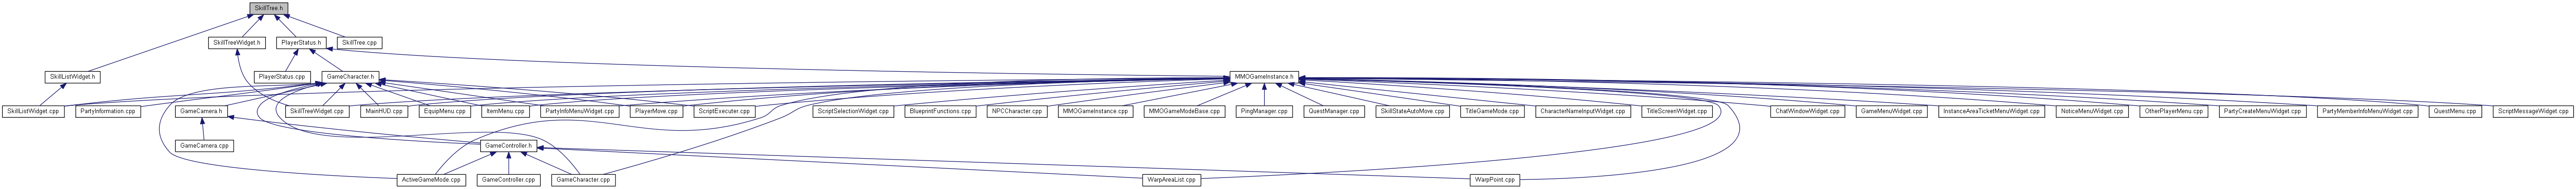 SkillTree.h
SkillTreeWidget.h
PlayerStatus.h
SkillTree.cpp
SkillListWidget.h
PlayerStatus.cpp
GameCharacter.h
MMOGameInstance.h
SkillListWidget.cpp
PartyInformation.cpp
GameCamera.h
SkillTreeWidget.cpp
MainHUD.cpp
EquipMenu.cpp
ItemMenu.cpp
PartyInfoMenuWidget.cpp
PlayerMove.cpp
ScriptExecuter.cpp
ScriptSelectionWidget.cpp
BlueprintFunctions.cpp
NPCCharacter.cpp
MMOGameInstance.cpp
MMOGameModeBase.cpp
PingManager.cpp
QuestManager.cpp
SkillStateAutoMove.cpp
TitleGameMode.cpp
CharacterNameInputWidget.cpp
TitleScreenWidget.cpp
ChatWindowWidget.cpp
GameMenuWidget.cpp
InstanceAreaTicketMenuWidget.cpp
NoticeMenuWidget.cpp
OtherPlayerMenu.cpp
PartyCreateMenuWidget.cpp
PartyMemberInfoMenuWidget.cpp
QuestMenu.cpp
ScriptMessageWidget.cpp
GameCamera.cpp
GameController.h
ActiveGameMode.cpp
GameController.cpp
GameCharacter.cpp
WarpAreaList.cpp
WarpPoint.cpp